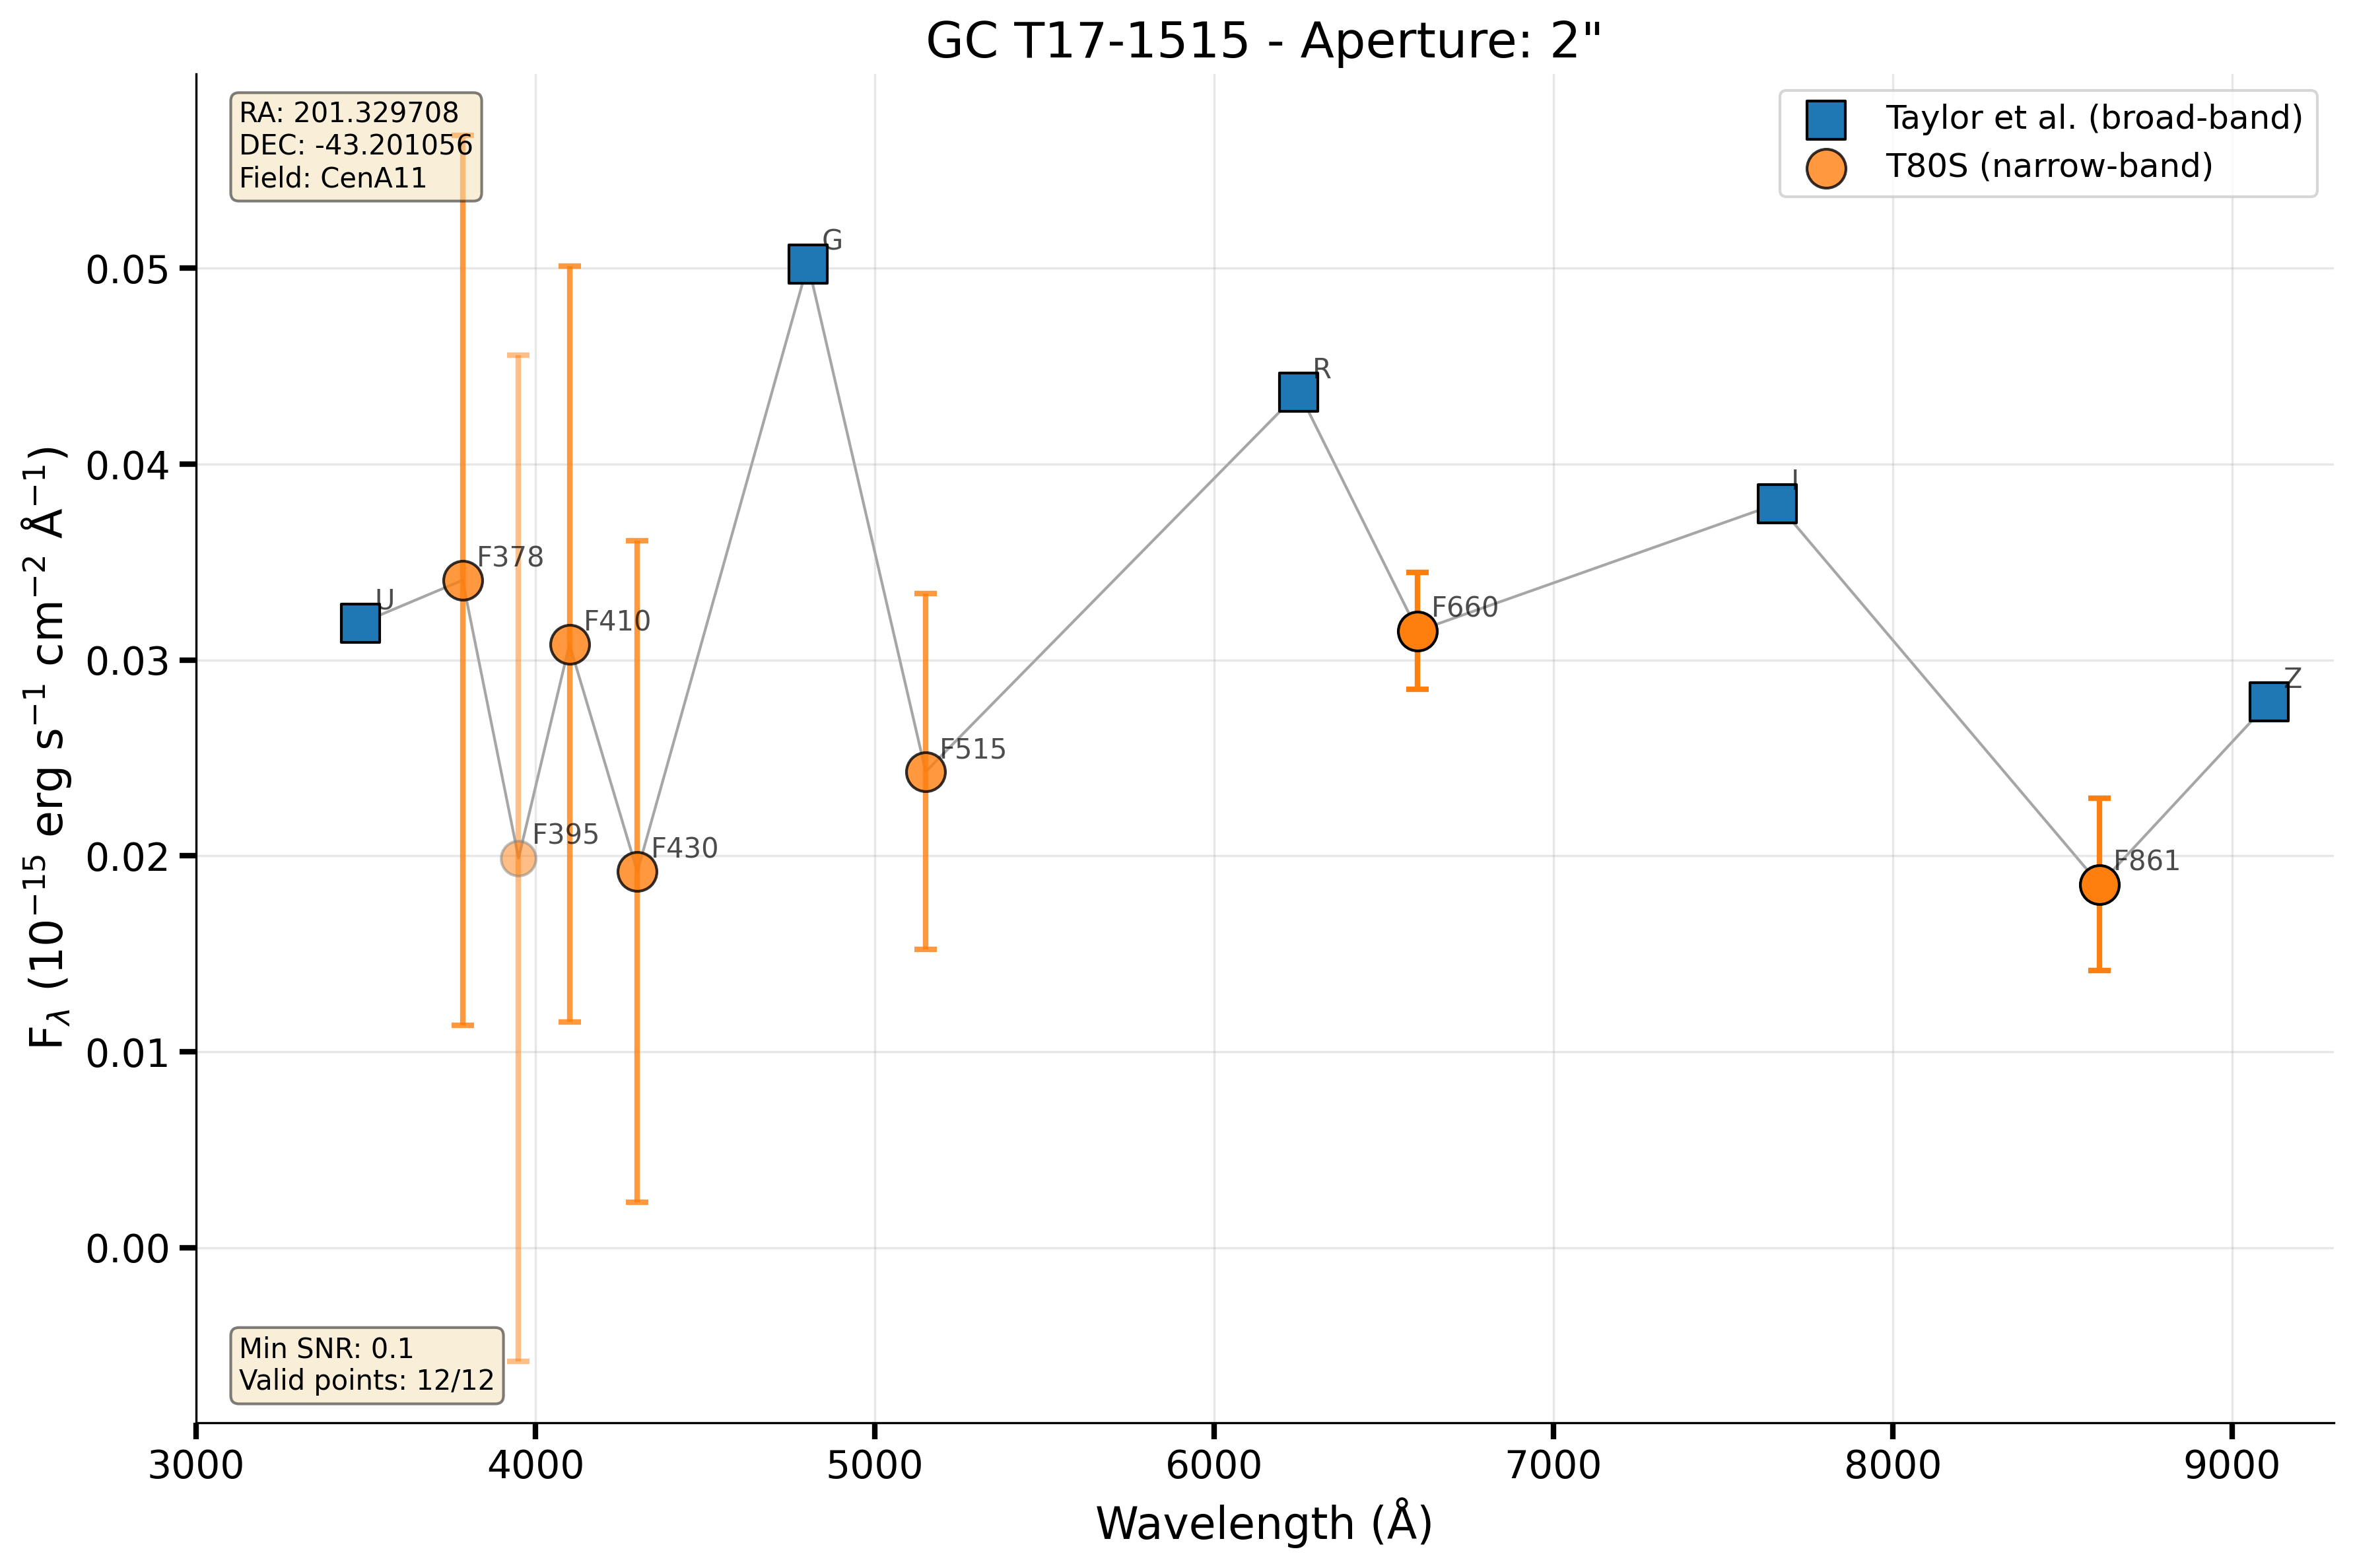 GC T17-1515 - Aperture: 2"
RA: 201.329708
DEC: -43.201056
Field: CenA11
Taylor et al. (broad-band)
T80S (narrow-band)
G
0.05
R
0.04
I
F378
U
F410
F660
0.03
Z
F515
F395
F430
0.02
F861
0.01
0.00
F$_{λ}$ (10$^{−15}$ erg s$^{−1}$ cm$^{−2}$ Å$^{−1}$)
Min SNR: 0.1
Valid points: 12/12
3000 4000 5000 6000 7000 8000 9000
Wavelength (Å)